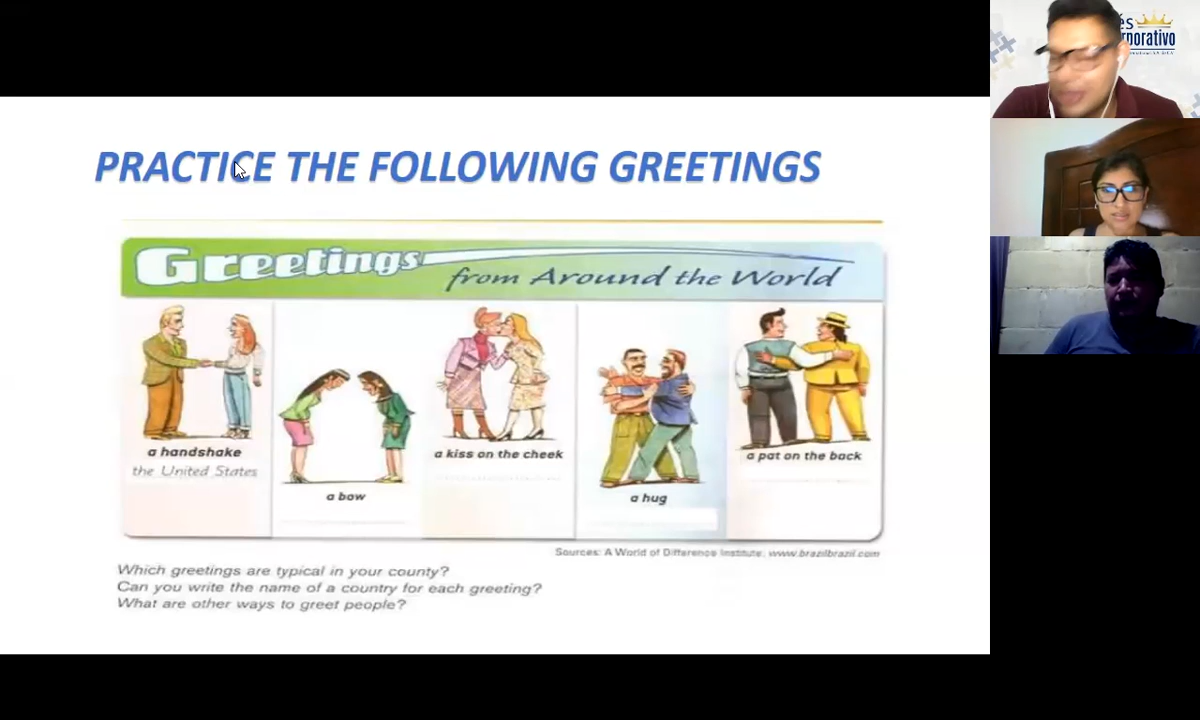 PRACTICE THE FOLLOWING GREETINGS
Greetings
from Around the World
a handshake
the United States
a bow
a kiss on the cheek
a hug
a pat on the back
Sources: A World of Difference Institute; www.brazilbrazil.com
Which greetings are typical in your county?
Can you write the name of a country for each greeting?
What are other ways to greet people?
és
rporativo